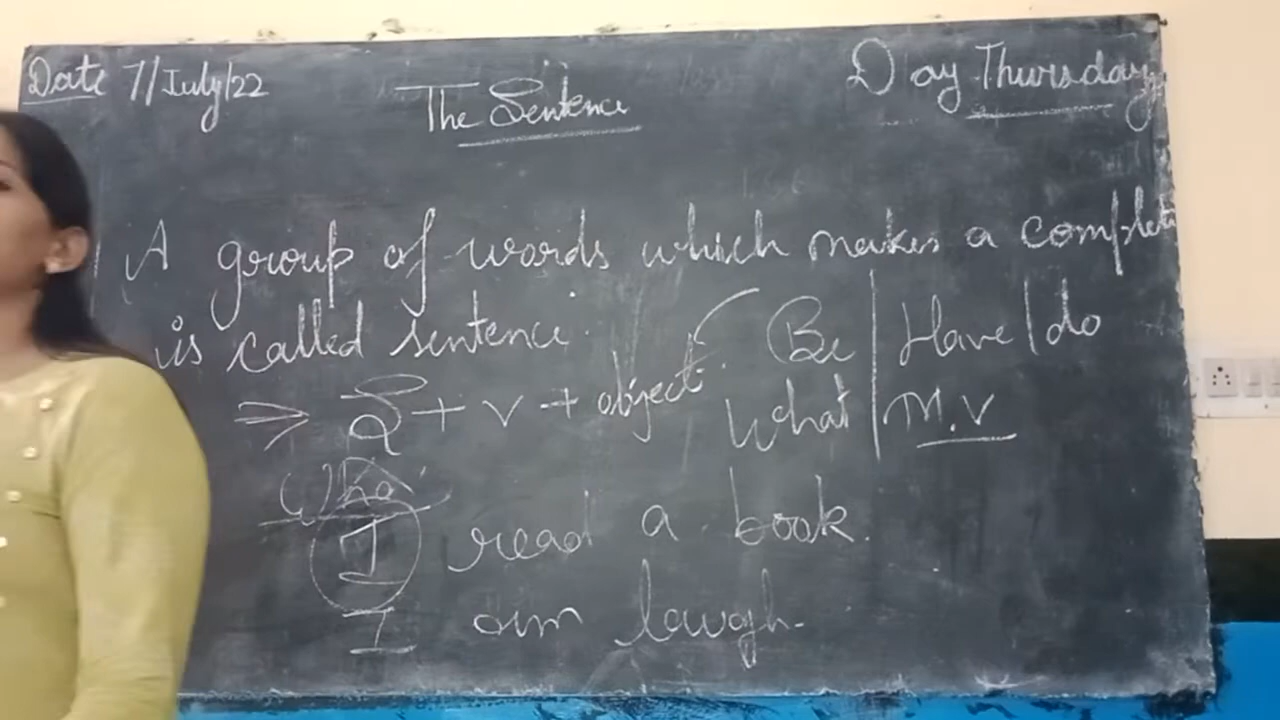 Date 7/July/22
The Sentence
Day Thursday
A group of words which makes a complete
is called sentence.
Be | Have | do
⇒ S + v + object.
What | M.V
Who
I read a book.
I am laugh.